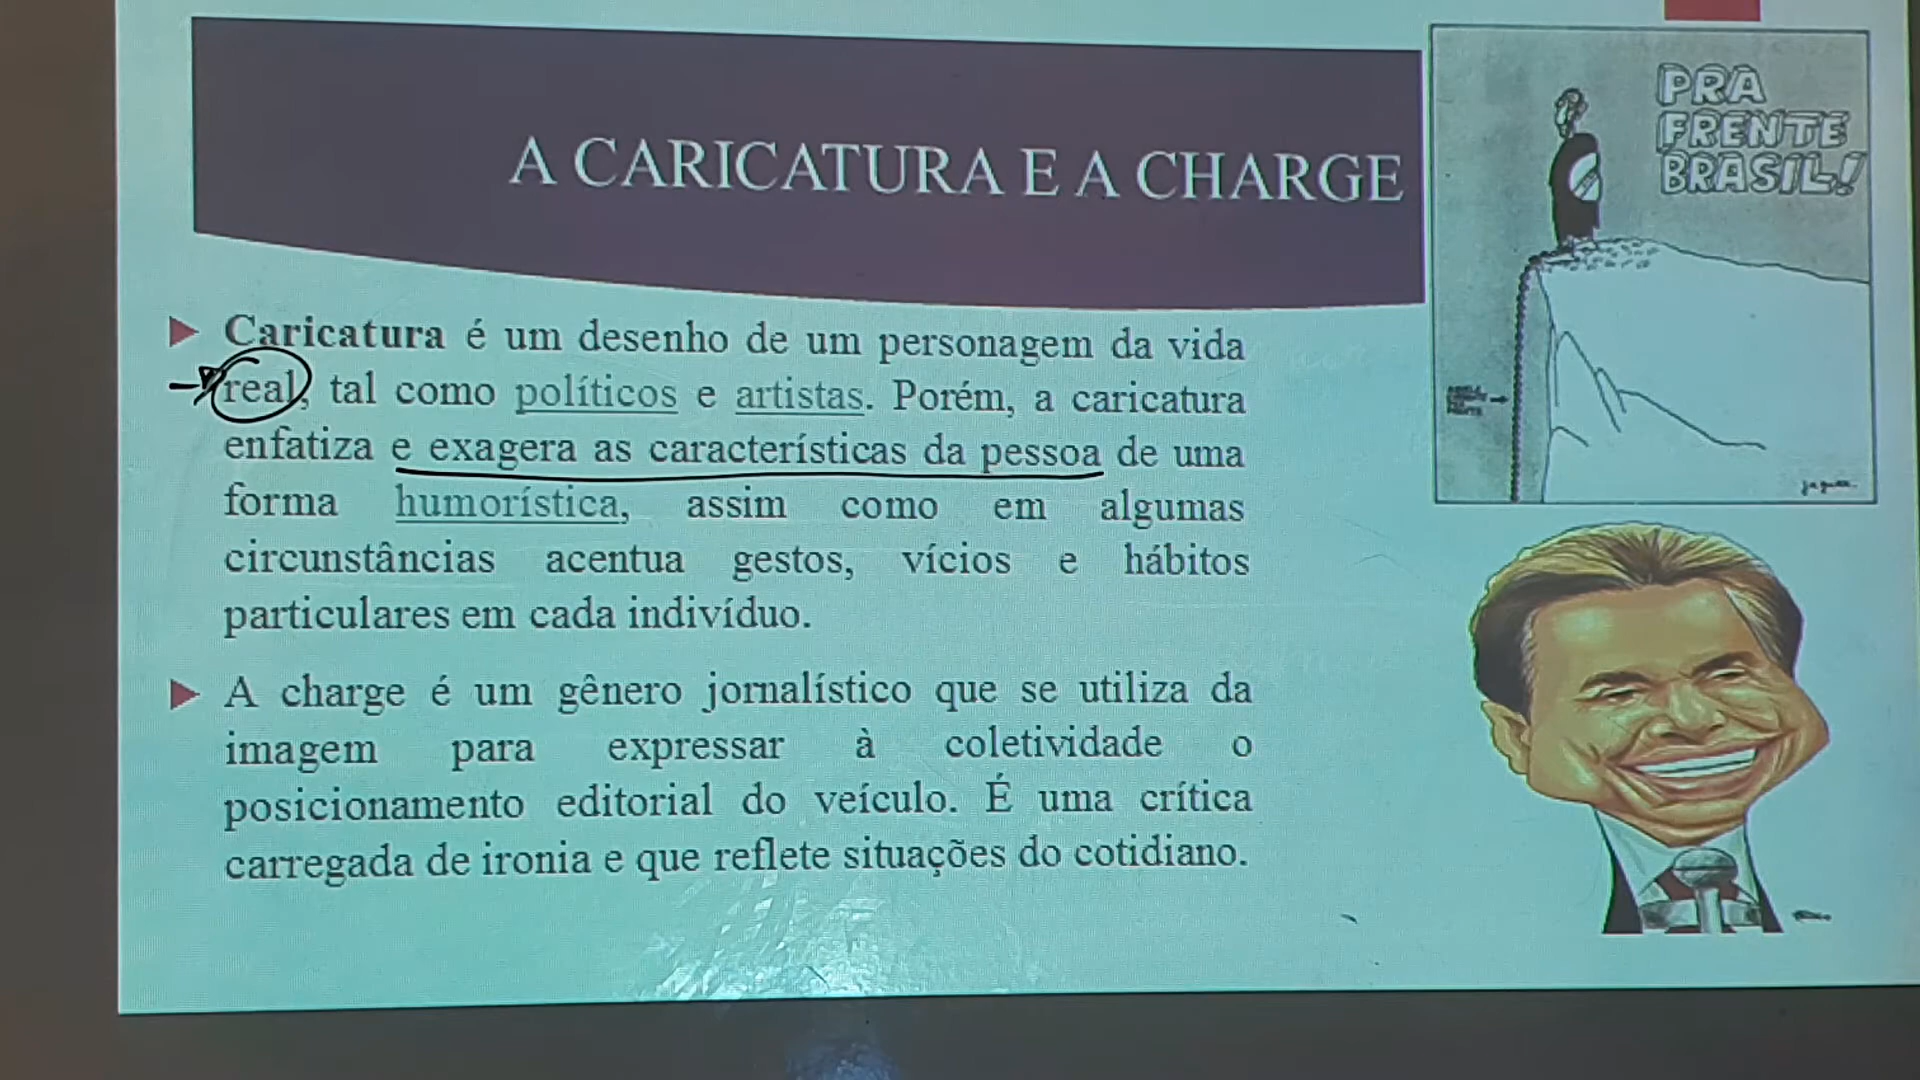 A CARICATURA E A CHARGE
PRA
FRENTE
BRASIL!
Caricatura é um desenho de um personagem da vida
real, tal como políticos e artistas. Porém, a caricatura
enfatiza e exagera as características da pessoa de uma
forma humorística, assim como em algumas
circunstâncias acentua gestos, vícios e hábitos
particulares em cada indivíduo.
A charge é um gênero jornalístico que se utiliza da
imagem para expressar à coletividade o
posicionamento editorial do veículo. É uma crítica
carregada de ironia e que reflete situações do cotidiano.